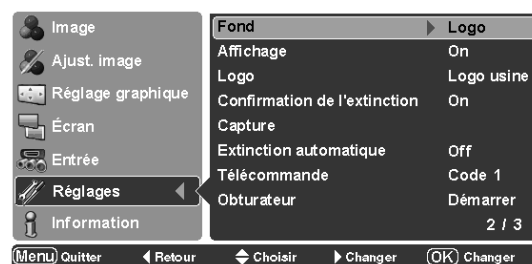 Image
Ajust. image
Réglage graphique
Écran
Entrée
Réglages
Information
Fond Logo
Affichage On
Logo Logo usine
Confirmation de l'extinction On
Capture
Extinction automatique Off
Télécommande Code 1
Obturateur Démarrer
2 / 3
Menu Quitter Retour Choisir Changer OK Changer